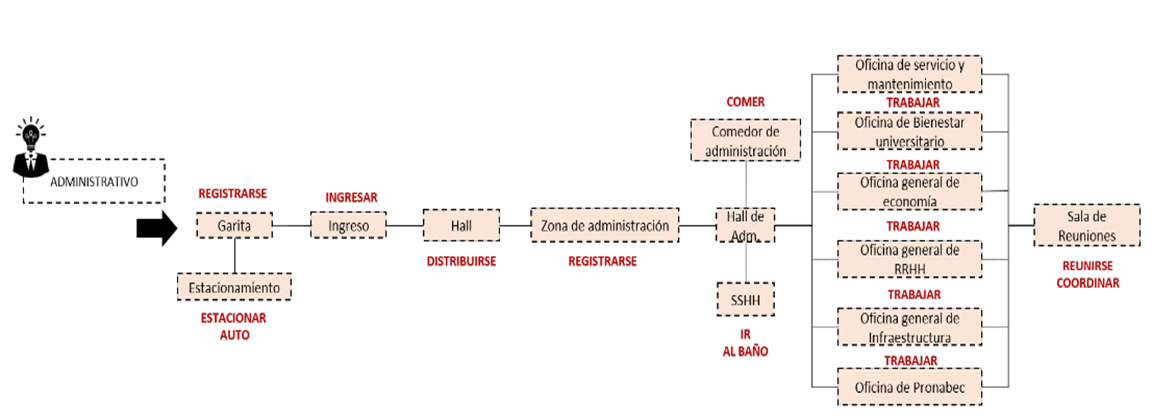 ADMINISTRATIVO
REGISTRARSE
Garita
Estacionamiento
ESTACIONAR
AUTO
INGRESAR
Ingreso
Hall
DISTRIBUIRSE
Zona de administración
REGISTRARSE
COMER
Comedor de
administración
Hall de
Adm.
SSHH
IR
AL BAÑO
Oficina de servicio y
mantenimiento
TRABAJAR
Oficina de Bienestar
universitario
TRABAJAR
Oficina general de
economía
TRABAJAR
Oficina general de
RRHH
TRABAJAR
Oficina general de
Infraestructura
TRABAJAR
Oficina de Pronabec
Sala de
Reuniones
REUNIRSE
COORDINAR